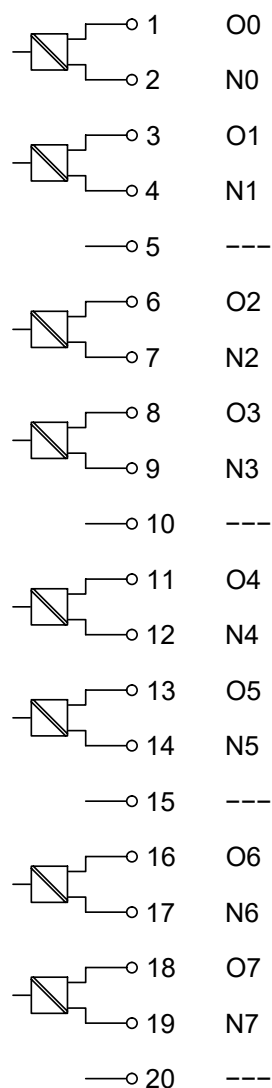 1 O0
2 N0
3 O1
4 N1
5 ---
6 O2
7 N2
8 O3
9 N3
10 ---
11 O4
12 N4
13 O5
14 N5
15 ---
16 O6
17 N6
18 O7
19 N7
20 ---